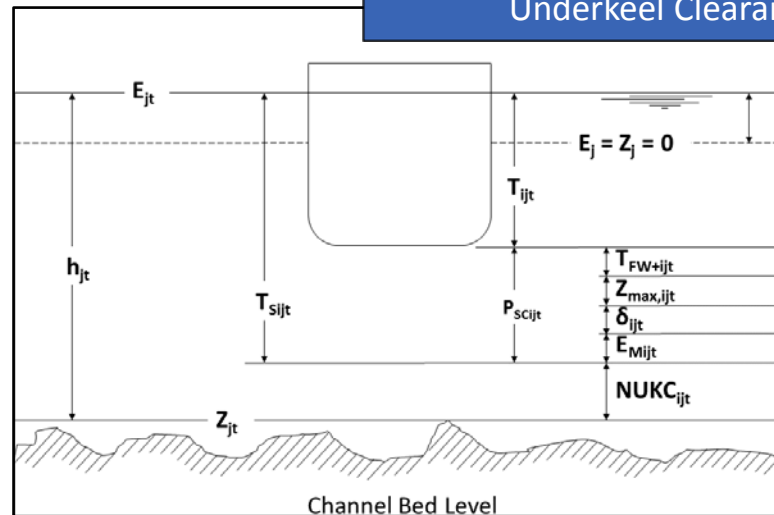 Underkeel Clearan
E_jt
E_j = Z_j = 0
T_ijt
h_jt
T_FW+ijt
Z_max,ijt
T_Sijt
P_SCijt
δ_ijt
E_Mijt
NUKC_ijt
Z_jt
Channel Bed Level